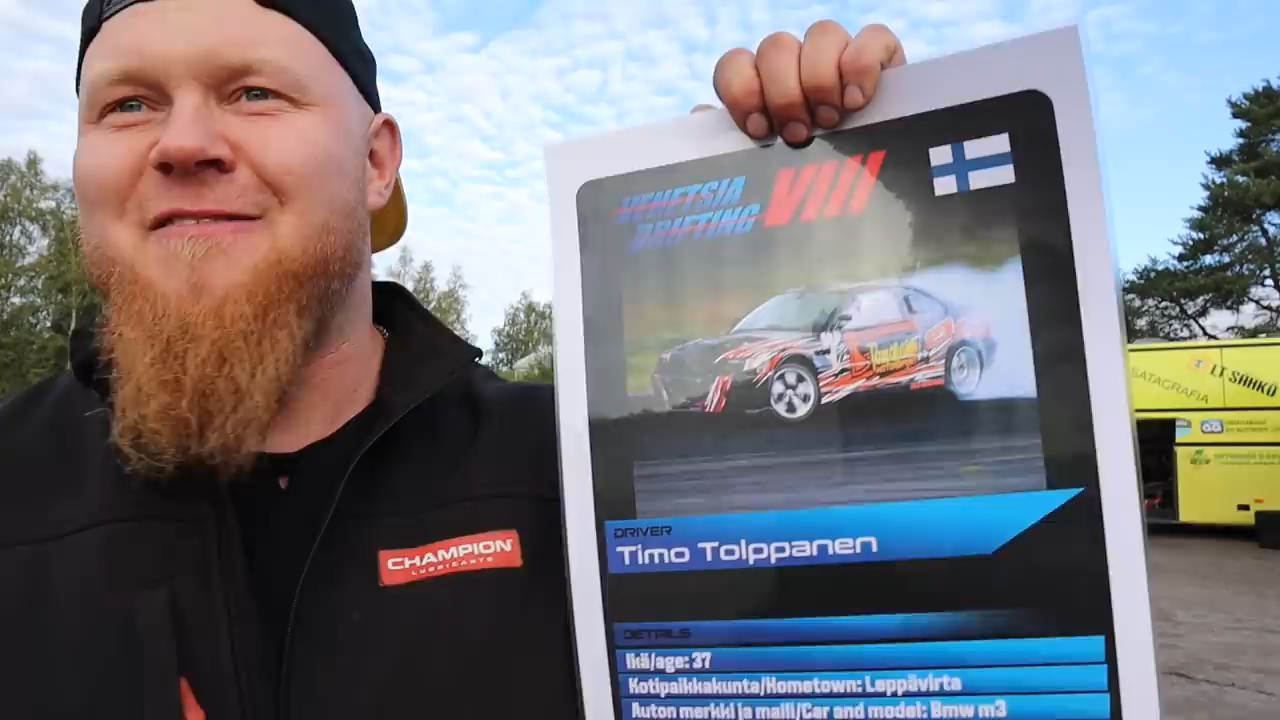 VENETSIA
DRIFTING
VIII
DRIVER
Timo Tolppanen
DETAILS
Ikä/age: 37
Kotipaikkakunta/Hometown: Leppävirta
Auton merkki ja malli/Car and model: Bmw m3
CHAMPION
LUBRICANTS
SATAGRAFIA
LT SÄHKÖ